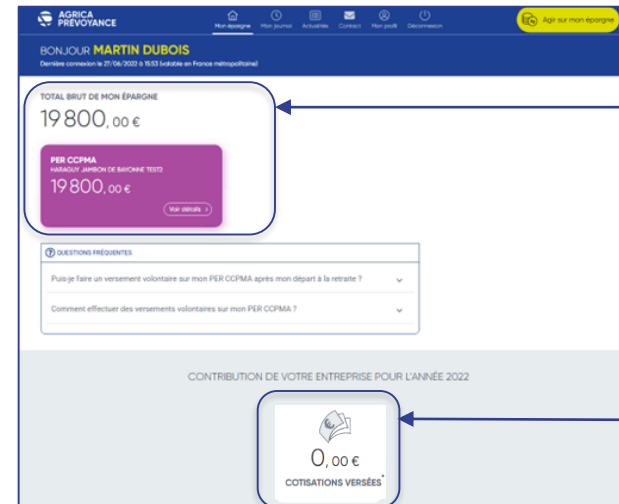 AGRICA
PRÉVOYANCE
Mon épargne
Mon journal
Actualités
Contact
Mon profil
Déconnexion
Agir sur mon épargne
BONJOUR MARTIN DUBOIS
Dernière connexion le 27/06/2022 à 15:53 (valable en France métropolitaine)
TOTAL BRUT DE MON ÉPARGNE
19 800, 00 €
PER CCPMA
HARAGUY JAMBON DE BAYONNE TEST2
19 800, 00 €
Voir détails >
? QUESTIONS FRÉQUENTES
Puis-je faire un versement volontaire sur mon PER CCPMA après mon départ à la retraite ?
Comment effectuer des versements volontaires sur mon PER CCPMA ?
CONTRIBUTION DE VOTRE ENTREPRISE POUR L'ANNÉE 2022
0, 00 €
COTISATIONS VERSÉES*